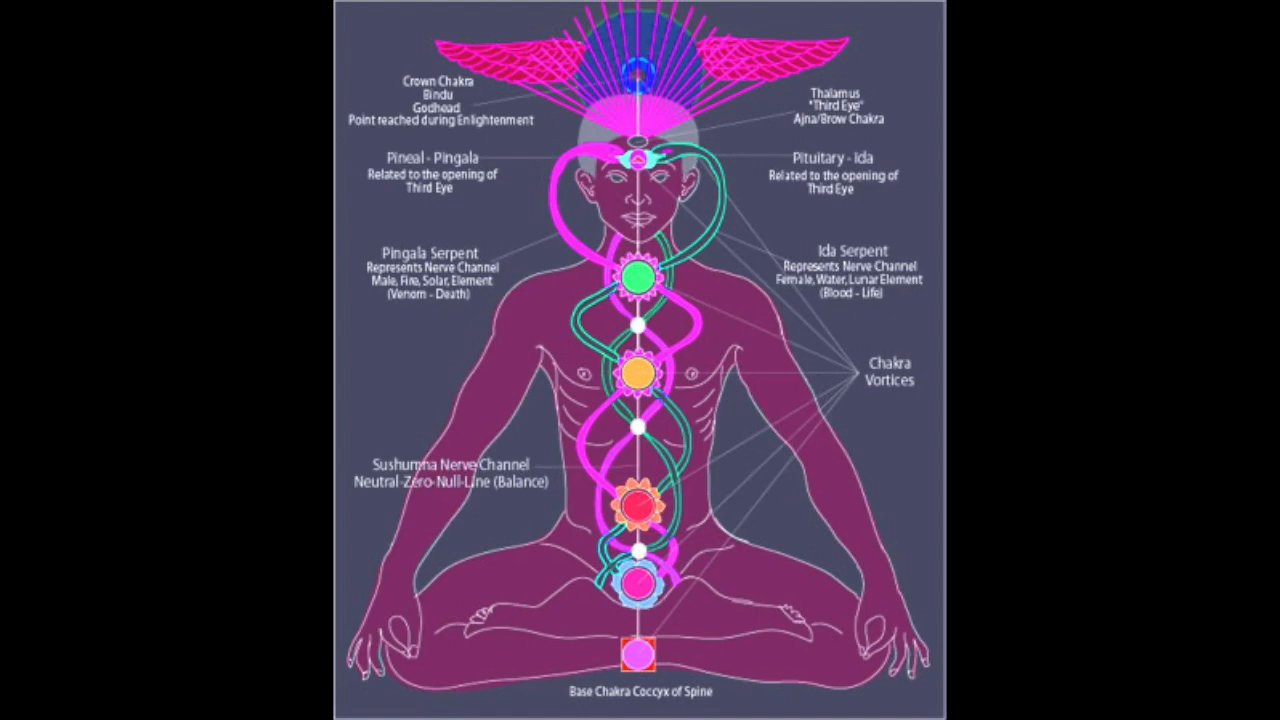 Crown Chakra
Bindu
Godhead
Point reached during Enlightenment
Thalamus
"Third Eye"
Ajna/Brow Chakra
Pineal - Pingala
Related to the opening of
Third Eye
Pituitary - Ida
Related to the opening of
Third Eye
Pingala Serpent
Represents Nerve Channel
Male, Fire, Solar, Element
(Venom - Death)
Ida Serpent
Represents Nerve Channel
Female, Water, Lunar Element
(Blood - Life)
Chakra
Vortices
Sushumna Nerve Channel
Neutral-Zero-Null-Line (Balance)
Base Chakra Coccyx of Spine